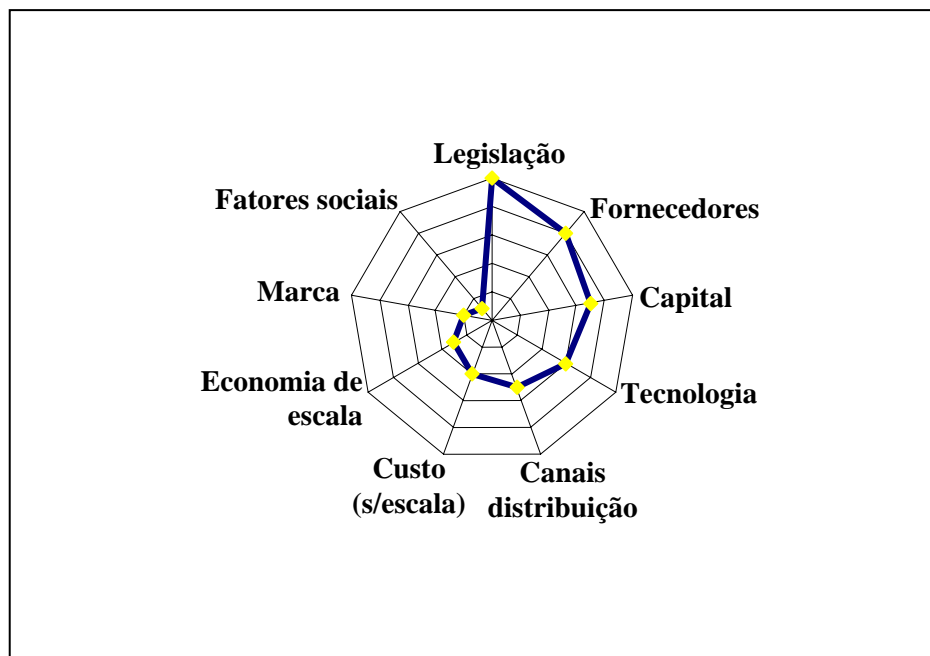 Legislação
Fornecedores
Capital
Tecnologia
Canais
distribuição
Custo
(s/escala)
Economia de
escala
Marca
Fatores sociais